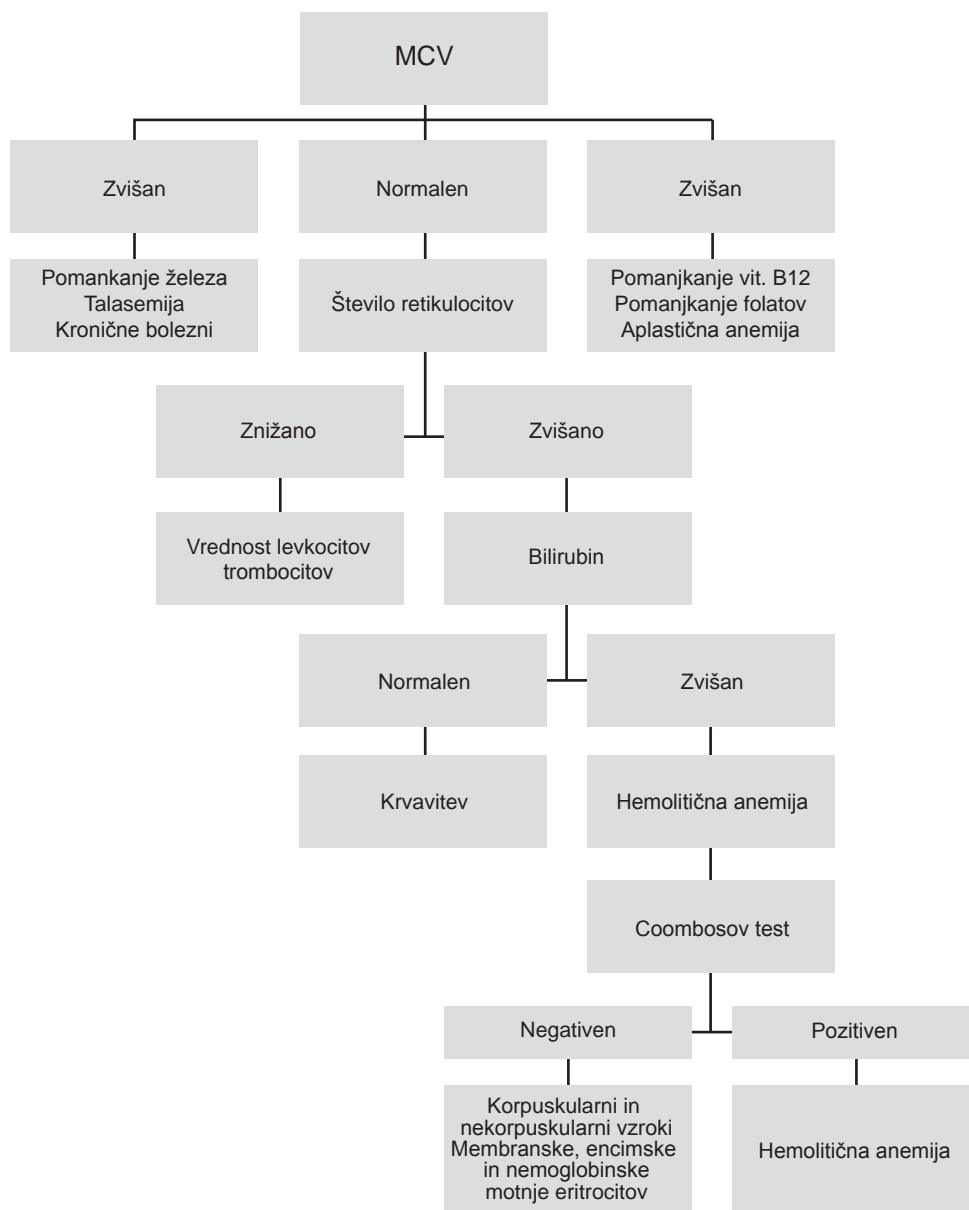 MCV
Zvišan
Normalen
Zvišan
Pomankanje železa
Talasemija
Kronične bolezni
Število retikulocitov
Pomanjkanje vit. B12
Pomanjkanje folatov
Aplastična anemija
Znižano
Zvišano
Vrednost levkocitov
trombocitov
Bilirubin
Normalen
Zvišan
Krvavitev
Hemolitična anemija
Coombosov test
Negativen
Pozitiven
Korpuskularni in
nekorpuskularni vzroki
Membranske, encimske
in nemoglobinske
motnje eritrocitov
Hemolitična anemija